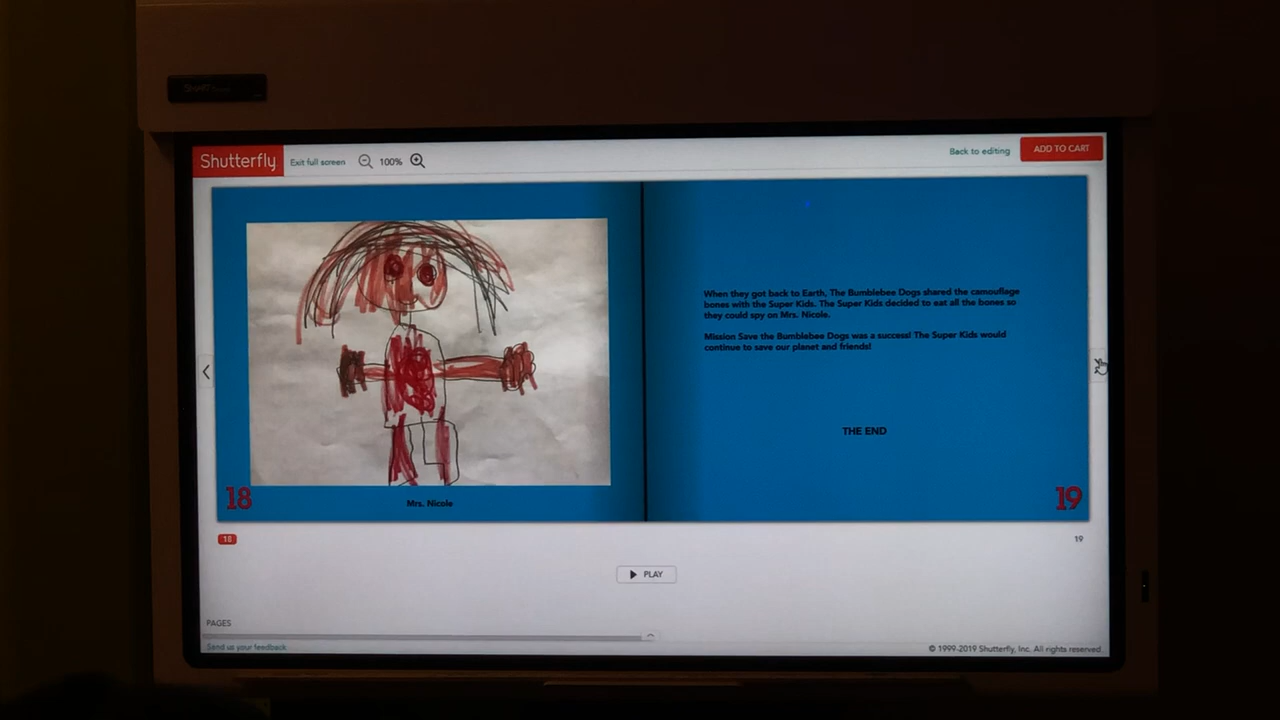 Shutterfly
Exit full screen
100%
Back to editing
ADD TO CART
When they got back to Earth, The Bumblebee Dogs shared the camouflage
bones with the Super Kids. The Super Kids decided to eat all the bones so
they could spy on Mrs. Nicole.
Mission Save the Bumblebee Dogs was a success! The Super Kids would
continue to save our planet and friends!
THE END
18
Mrs. Nicole
19
18
19
PLAY
PAGES
Send us your feedback
© 1999-2019 Shutterfly, Inc. All rights reserved.